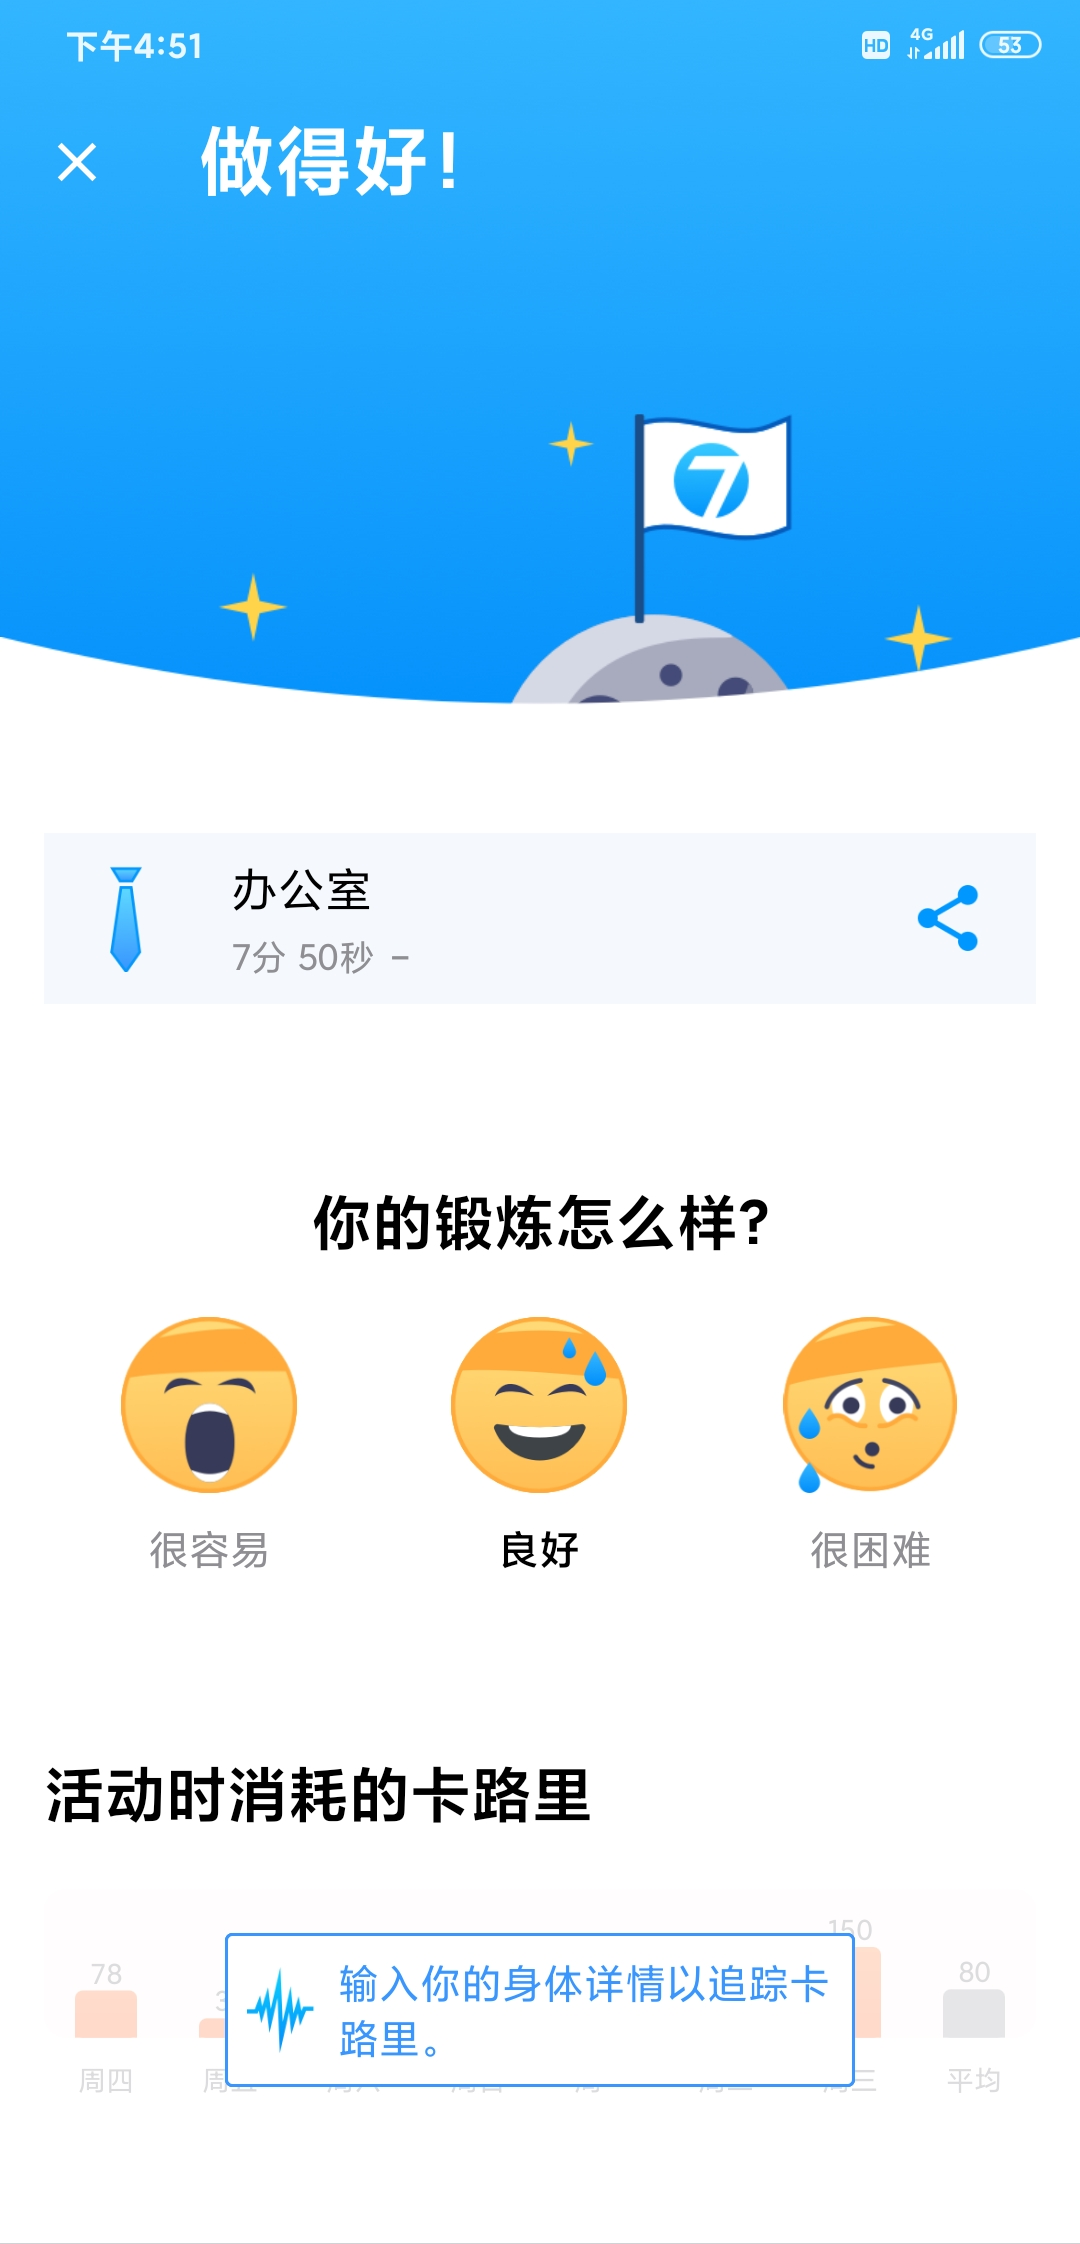 下午4:51
HD 4G 53
做得好!
7
办公室
7分 50秒 –
你的锻炼怎么样?
很容易 良好 很困难
活动时消耗的卡路里
150
78 80
输入你的身体详情以追踪卡
路里。
周四 平均